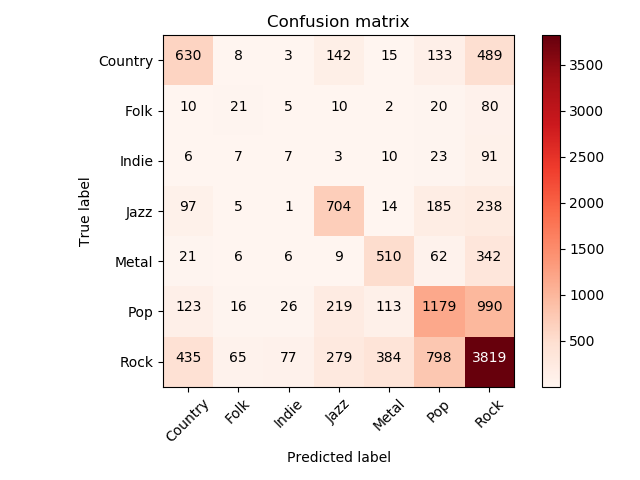 Confusion matrix
Country 630 8 3 142 15 133 489
Folk 10 21 5 10 2 20 80
Indie 6 7 7 3 10 23 91
Jazz 97 5 1 704 14 185 238
Metal 21 6 6 9 510 62 342
Pop 123 16 26 219 113 1179 990
Rock 435 65 77 279 384 798 3819
Country Folk Indie Jazz Metal Pop Rock
Predicted label
True label
3500
3000
2500
2000
1500
1000
500